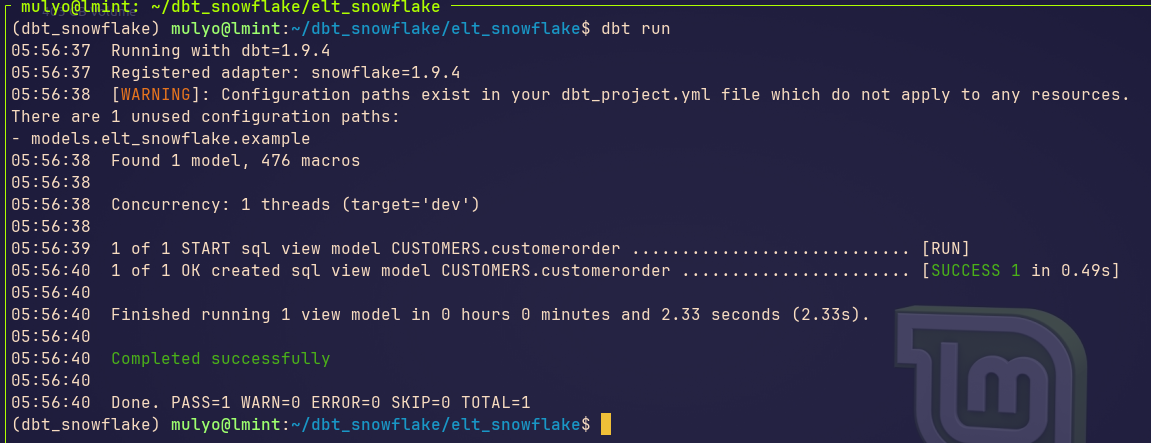 mulyo@lmint: ~/dbt_snowflake/elt_snowflake
(dbt_snowflake) mulyo@lmint:~/dbt_snowflake/elt_snowflake$ dbt run
05:56:37  Running with dbt=1.9.4
05:56:37  Registered adapter: snowflake=1.9.4
05:56:38  [WARNING]: Configuration paths exist in your dbt_project.yml file which do not apply to any resources.
There are 1 unused configuration paths:
- models.elt_snowflake.example
05:56:38  Found 1 model, 476 macros
05:56:38
05:56:38  Concurrency: 1 threads (target='dev')
05:56:38
05:56:39  1 of 1 START sql view model CUSTOMERS.customerorder ............................ [RUN]
05:56:40  1 of 1 OK created sql view model CUSTOMERS.customerorder ....................... [SUCCESS 1 in 0.49s]
05:56:40
05:56:40  Finished running 1 view model in 0 hours 0 minutes and 2.33 seconds (2.33s).
05:56:40
05:56:40  Completed successfully
05:56:40
05:56:40  Done. PASS=1 WARN=0 ERROR=0 SKIP=0 TOTAL=1
(dbt_snowflake) mulyo@lmint:~/dbt_snowflake/elt_snowflake$